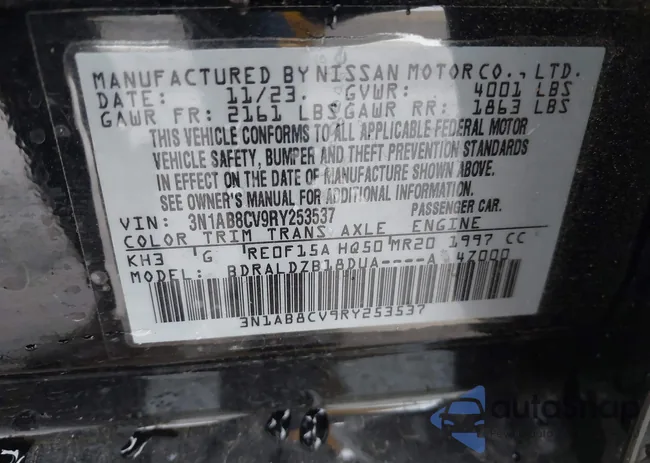 MANUFACTURED BY NISSAN MOTOR CO., LTD.
DATE: 11/23. GVWR: 4001 LBS
GAWR FR: 2161 LBS GAWR RR: 1863 LBS
THIS VEHICLE CONFORMS TO ALL APPLICABLE FEDERAL MOTOR
VEHICLE SAFETY, BUMPER AND THEFT PREVENTION STANDARDS
IN EFFECT ON THE DATE OF MANUFACTURE SHOWN ABOVE.
SEE OWNER'S MANUAL FOR ADDITIONAL INFORMATION.
VIN: 3N1AB8CV9RY253537 PASSENGER CAR.
COLOR TRIM TRANS AXLE ENGINE
KH3 G RE0F15A HQ50 MR20 1997 CC
MODEL: BDRALDZB18DUA----A 47000
3N1AB8CV9RY253537
autosnap